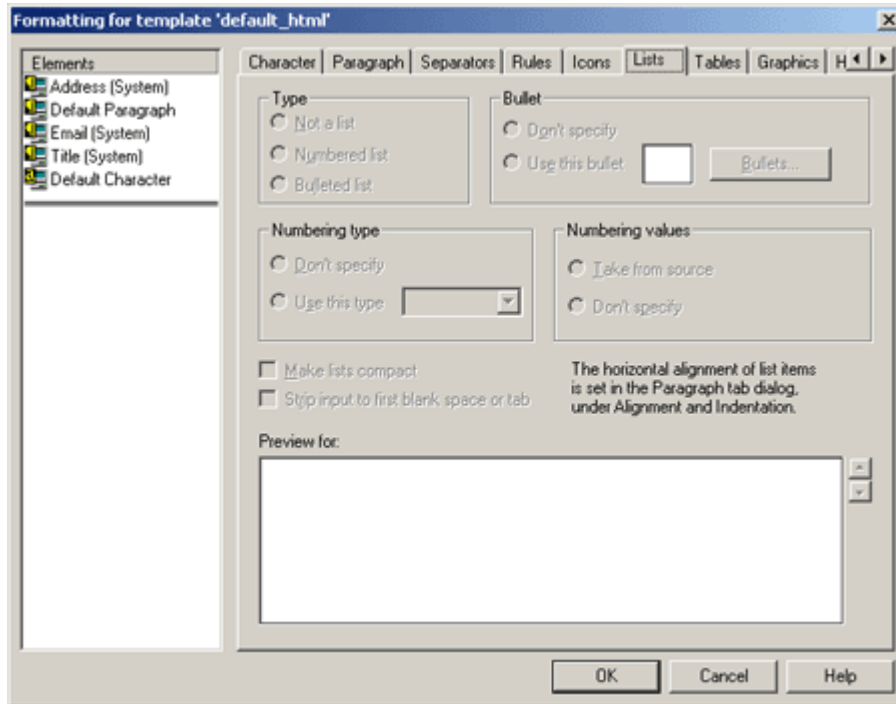 Formatting for template 'default_html'
Elements
Address (System)
Default Paragraph
Email (System)
Title (System)
Default Character
Character Paragraph Separators Rules Icons Lists Tables Graphics H
Type
Not a list
Numbered list
Bulleted list
Bullet
Don't specify
Use this bullet Bullets...
Numbering type
Don't specify
Use this type
Numbering values
Take from source
Don't specify
Make lists compact
Strip input to first blank space or tab
The horizontal alignment of list items
is set in the Paragraph tab dialog,
under Alignment and Indentation.
Preview for:
OK Cancel Help